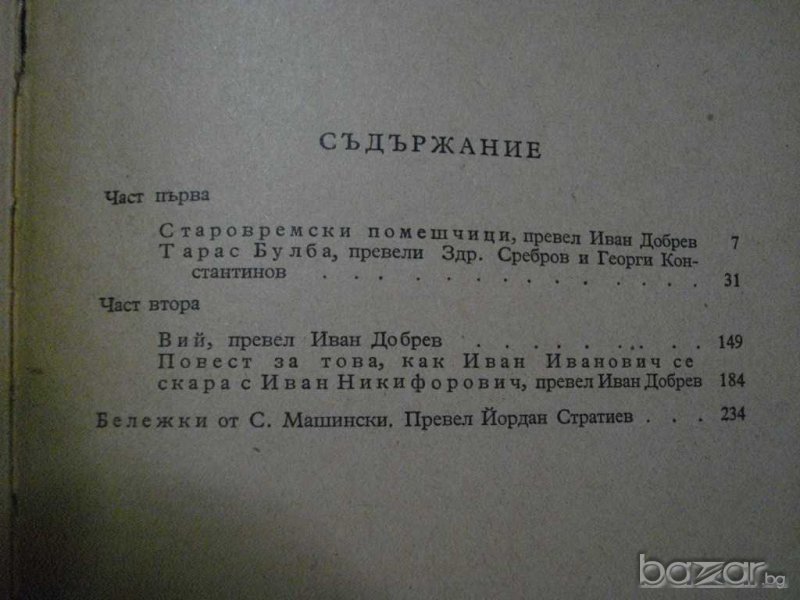 СЪДЪРЖАНИЕ
Част първа
Старовремски помешчици, превел Иван Добрев 7
Тарас Булба, превели Здр. Сребров и Георги Кон-
стантинов . . . . . . . . . . . . . 31
Част втора
Вий, превел Иван Добрев . . . . . . . . . . 149
Повест за това, как Иван Иванович се
скара с Иван Никифорович, превел Иван Добрев 184
Бележки от С. Машински. Превел Йордан Стратиев . . . 234
bazar.bg